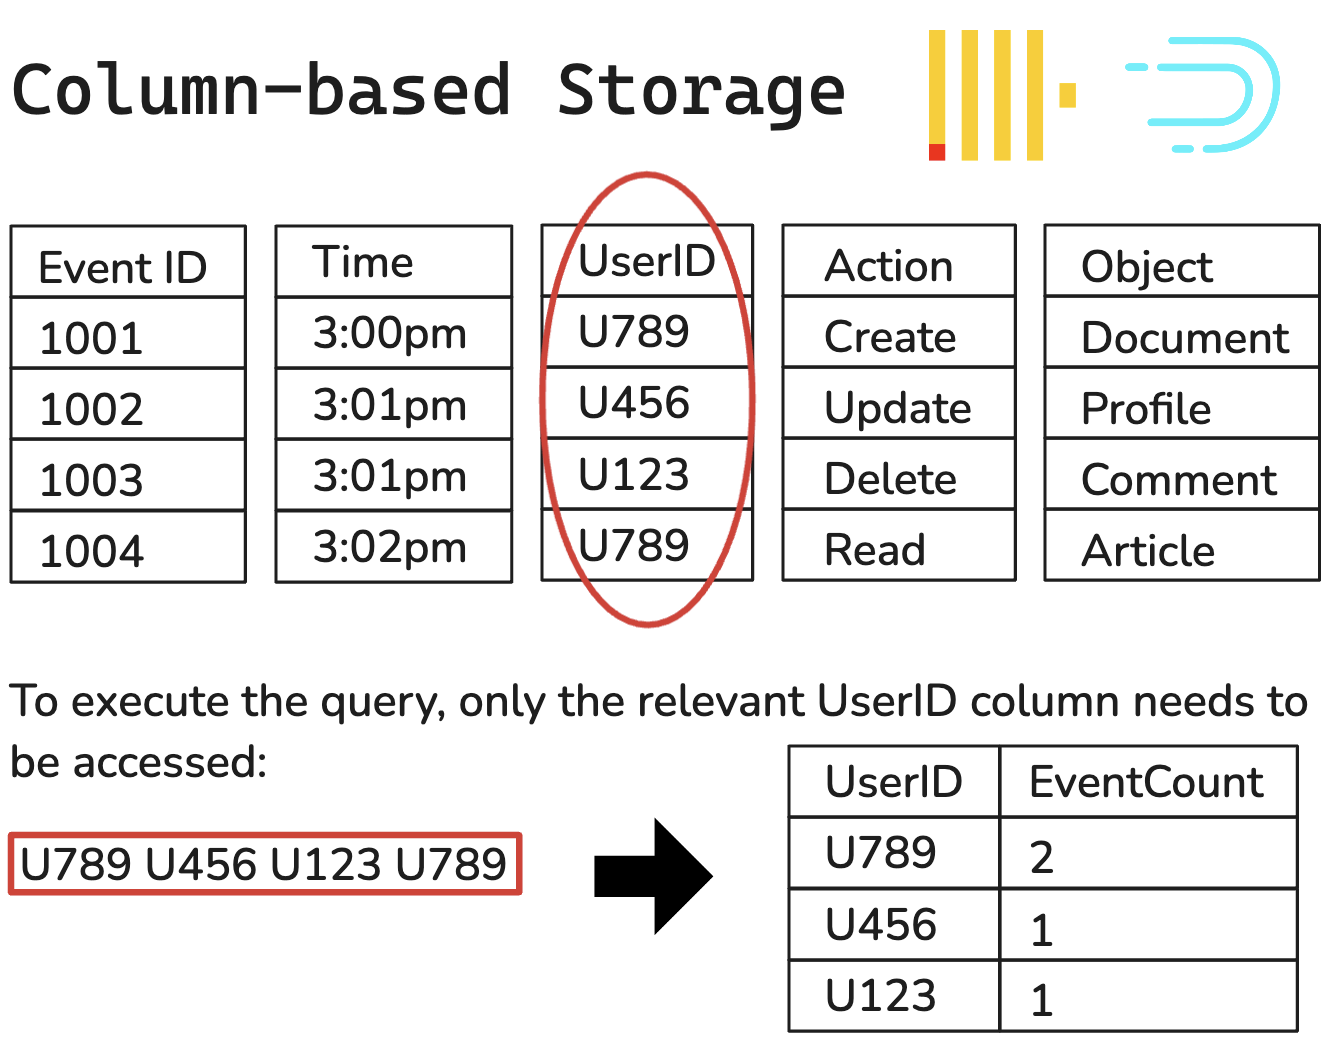 Column-based Storage
Event ID Time UserID Action Object
1001 3:00pm U789 Create Document
1002 3:01pm U456 Update Profile
1003 3:01pm U123 Delete Comment
1004 3:02pm U789 Read Article
To execute the query, only the relevant UserID column needs to
be accessed:
U789 U456 U123 U789
UserID EventCount
U789 2
U456 1
U123 1